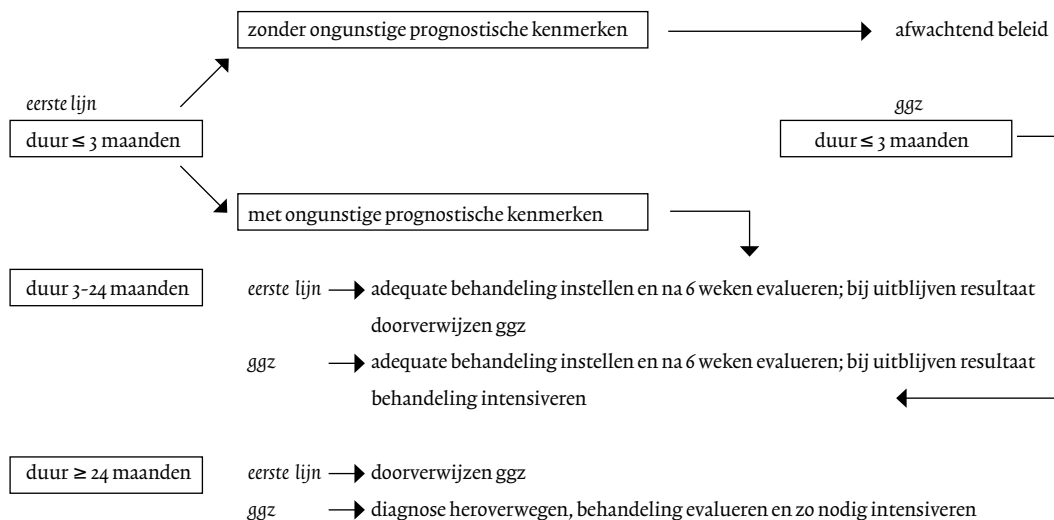 zonder ongunstige prognostische kenmerken
afwachtend beleid
eerste lijn
ggz
duur ≤ 3 maanden
duur ≤ 3 maanden
met ongunstige prognostische kenmerken
duur 3-24 maanden
eerste lijn
adequate behandeling instellen en na 6 weken evalueren; bij uitblijven resultaat
doorverwijzen ggz
ggz
adequate behandeling instellen en na 6 weken evalueren; bij uitblijven resultaat
behandeling intensiveren
duur ≥ 24 maanden
eerste lijn
doorverwijzen ggz
ggz
diagnose heroverwegen, behandeling evalueren en zo nodig intensiveren